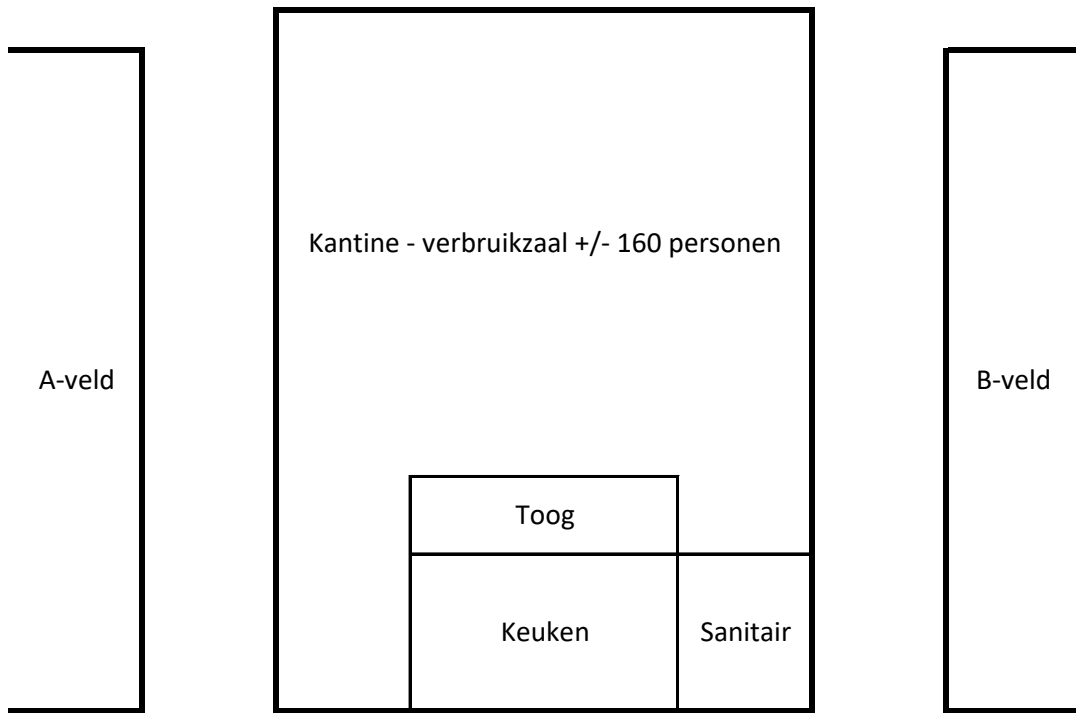 Kantine - verbruikzaal +/- 160 personen
A-veld
B-veld
Toog
Keuken
Sanitair